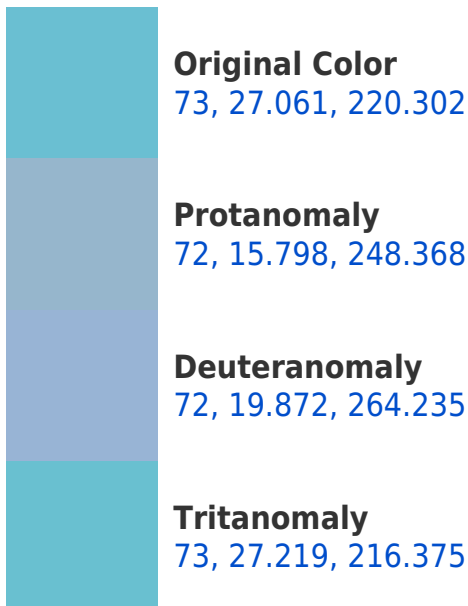 Original Color
73, 27.061, 220.302
Protanomaly
72, 15.798, 248.368
Deuteranomaly
72, 19.872, 264.235
Tritanomaly
73, 27.219, 216.375